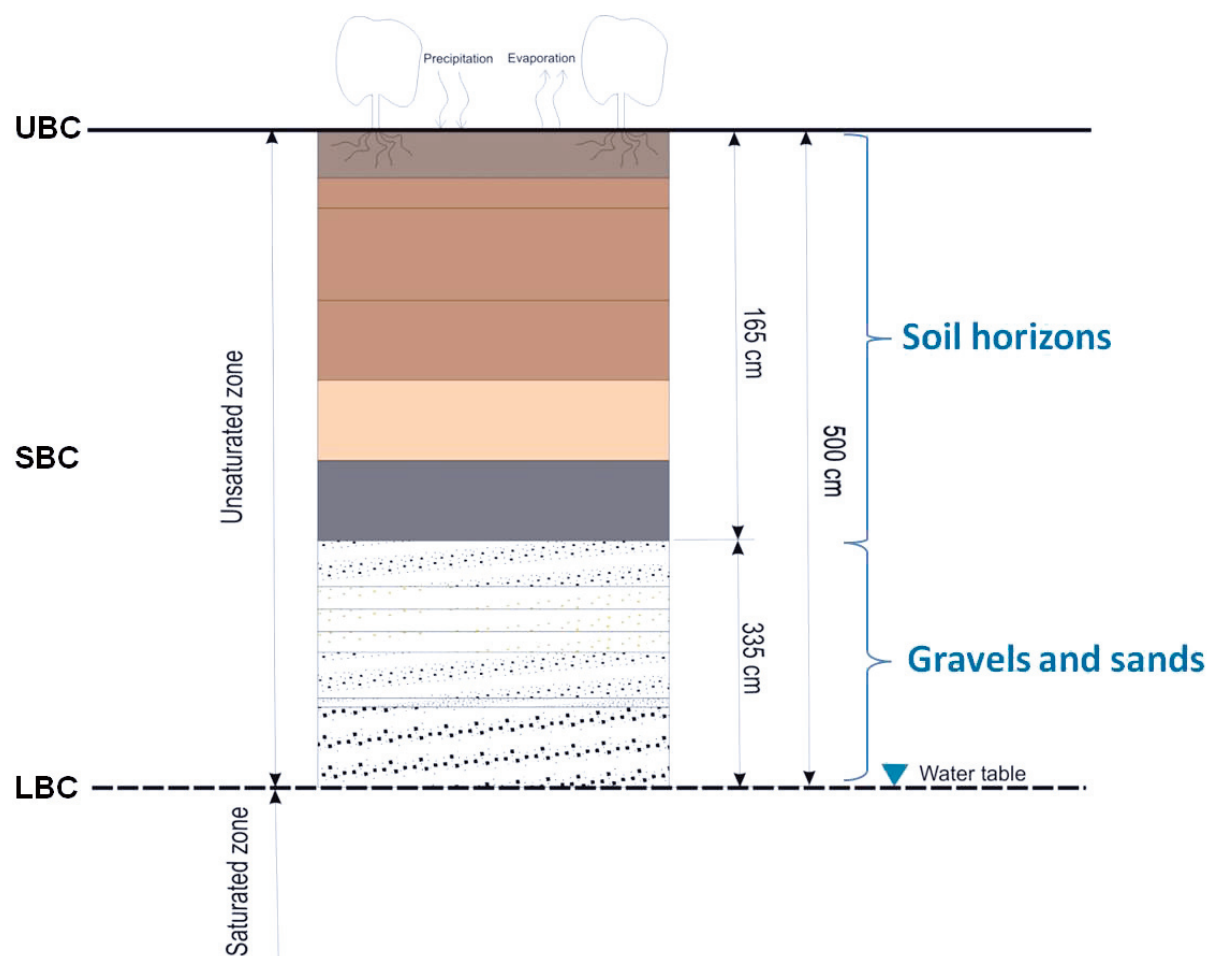 Precipitation
Evaporation
UBC
Unsaturated zone
165 cm
Soil horizons
500 cm
SBC
335 cm
Gravels and sands
LBC
Water table
Saturated zone